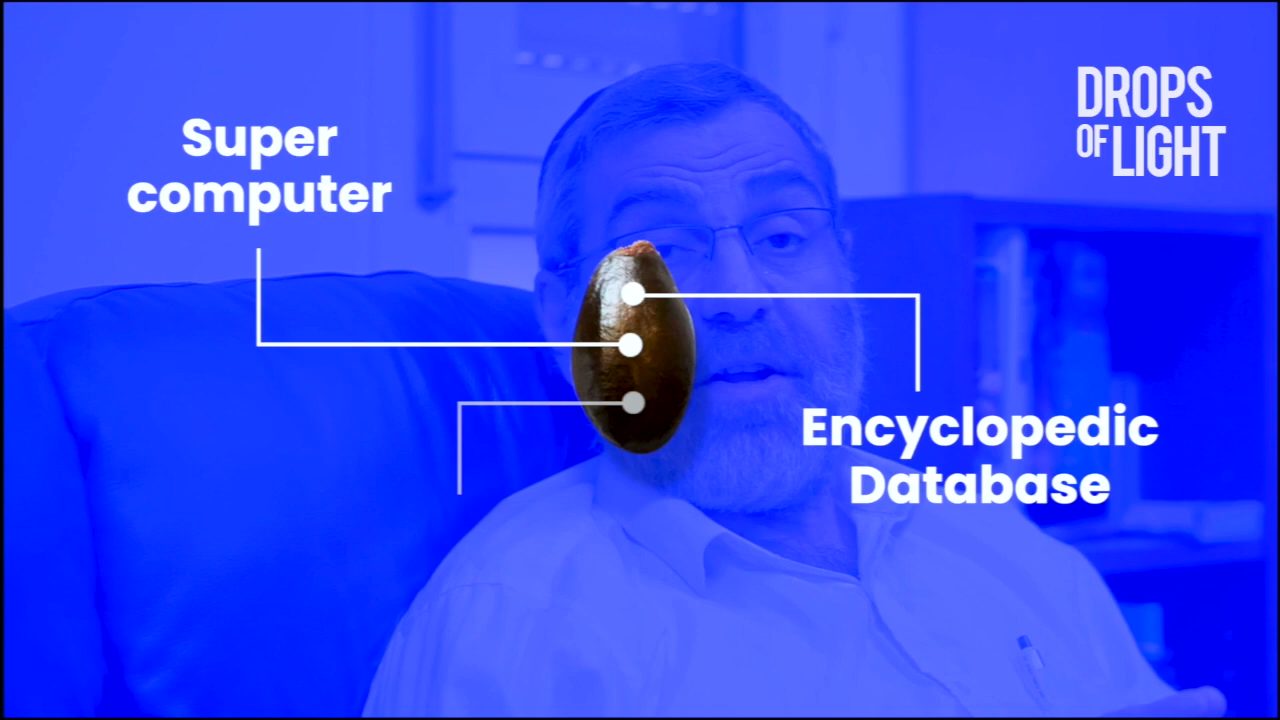 Super
computer
DROPS
OF LIGHT
Encyclopedic
Database